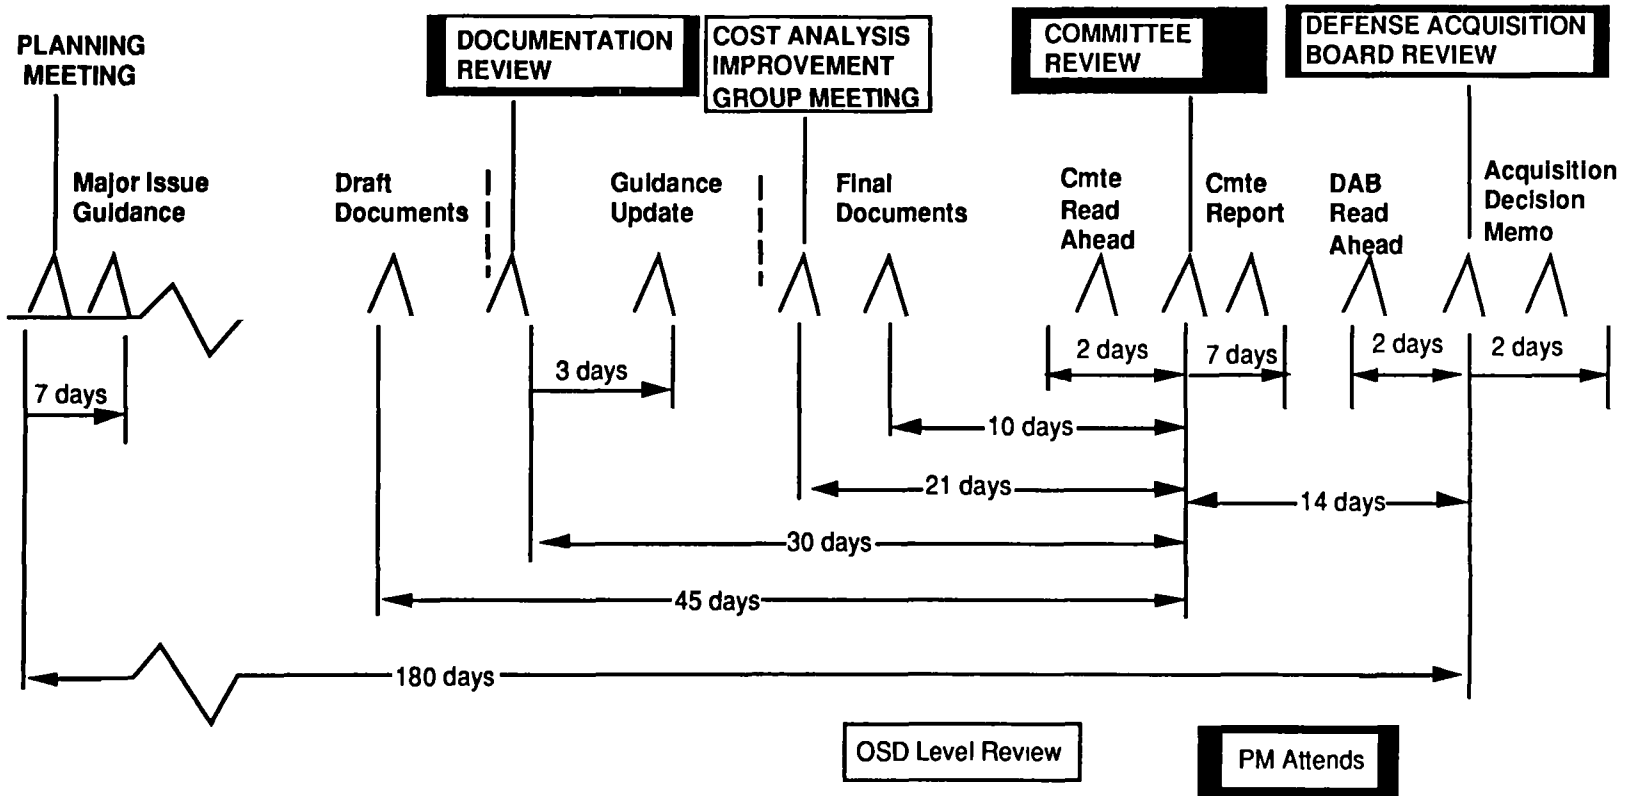 PLANNING
MEETING
DOCUMENTATION
REVIEW
COST ANALYSIS
IMPROVEMENT
GROUP MEETING
COMMITTEE
REVIEW
DEFENSE ACQUISITION
BOARD REVIEW
Major Issue
Guidance
Draft
Documents
Guidance
Update
Final
Documents
Cmte
Read
Ahead
Cmte
Report
DAB
Read
Ahead
Acquisition
Decision
Memo
7 days
3 days
2 days
7 days
2 days
2 days
10 days
21 days
14 days
30 days
45 days
180 days
OSD Level Review
PM Attends